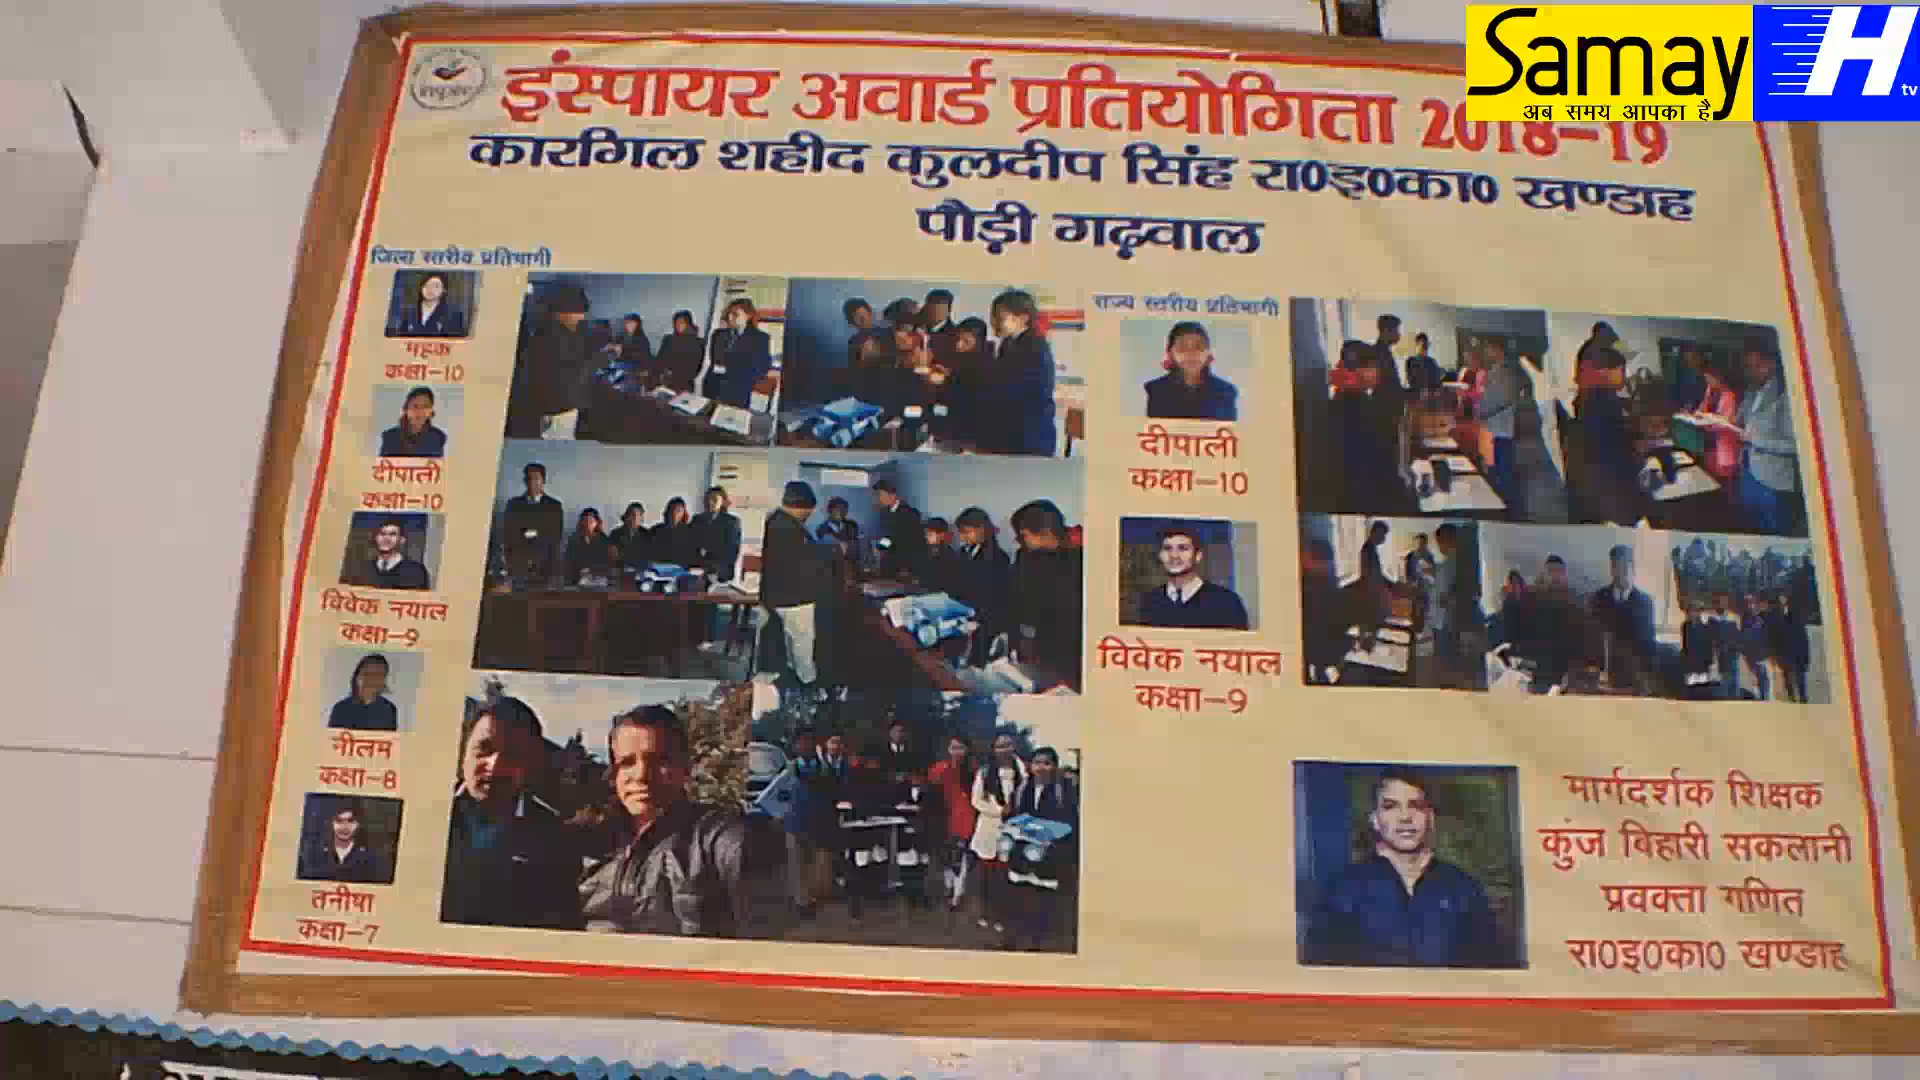 Samay
अब समय आपका है
H
tv
इंस्पायर अवार्ड प्रतियोगिता 2018–19
कारगिल शहीद कुलदीप सिंह रा0इ0का0 खण्डाह
पौड़ी गढ़वाल
जिला स्तरीय प्रतिभागी
महक
कक्षा–10
दीपाली
कक्षा–10
विवेक नयाल
कक्षा–9
नीलम
कक्षा–8
तनीषा
कक्षा–7
राज्य स्तरीय प्रतिभागी
दीपाली
कक्षा–10
विवेक नयाल
कक्षा–9
मार्गदर्शक शिक्षक
कुंज विहारी सकलानी
प्रवक्ता गणित
रा0इ0का0 खण्डाह